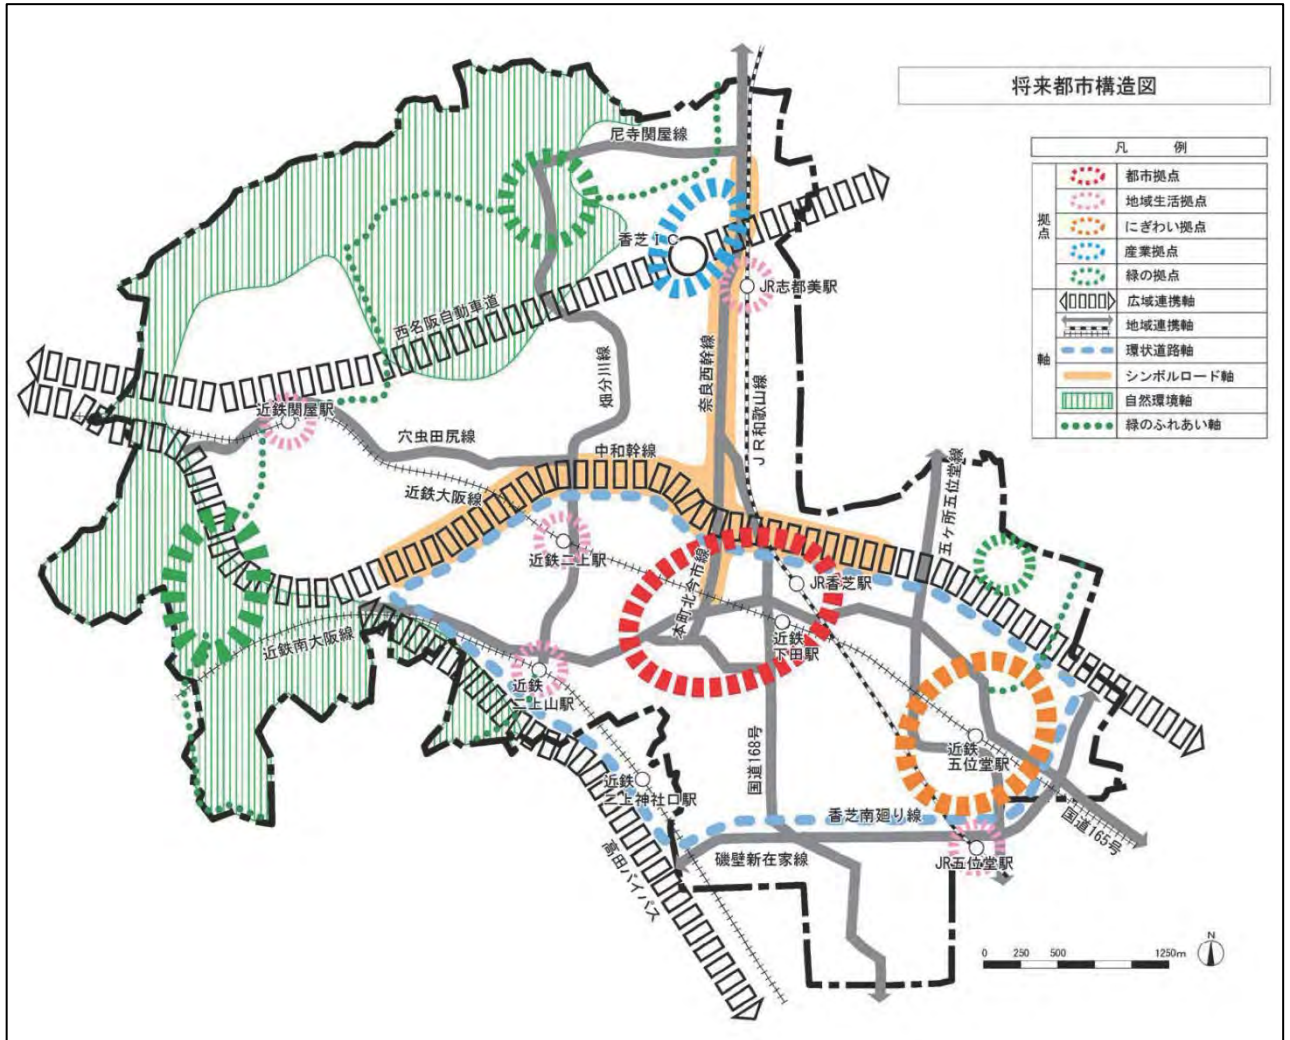 将来都市構造図
凡 例
拠点
都市拠点
地域生活拠点
にぎわい拠点
産業拠点
緑の拠点
軸
広域連携軸
地域連携軸
環状道路軸
シンボルロード軸
自然環境軸
緑のふれあい軸
尼寺関屋線
香芝IC
JR志都美駅
西名阪自動車道
畑分川線
奈良西幹線
JR和歌山線
近鉄関屋駅
穴虫田尻線
中和幹線
近鉄大阪線
五ヶ所五位堂線
近鉄二上駅
本町北今市線
JR香芝駅
近鉄南大阪線
近鉄
下田駅
近鉄
二上山駅
近鉄
五位堂駅
国道168号
近鉄
二上神社口駅
香芝南廻り線
国道165号
磯壁新在家線
JR五位堂駅
高田バイパス
N
0 250 500 1250m